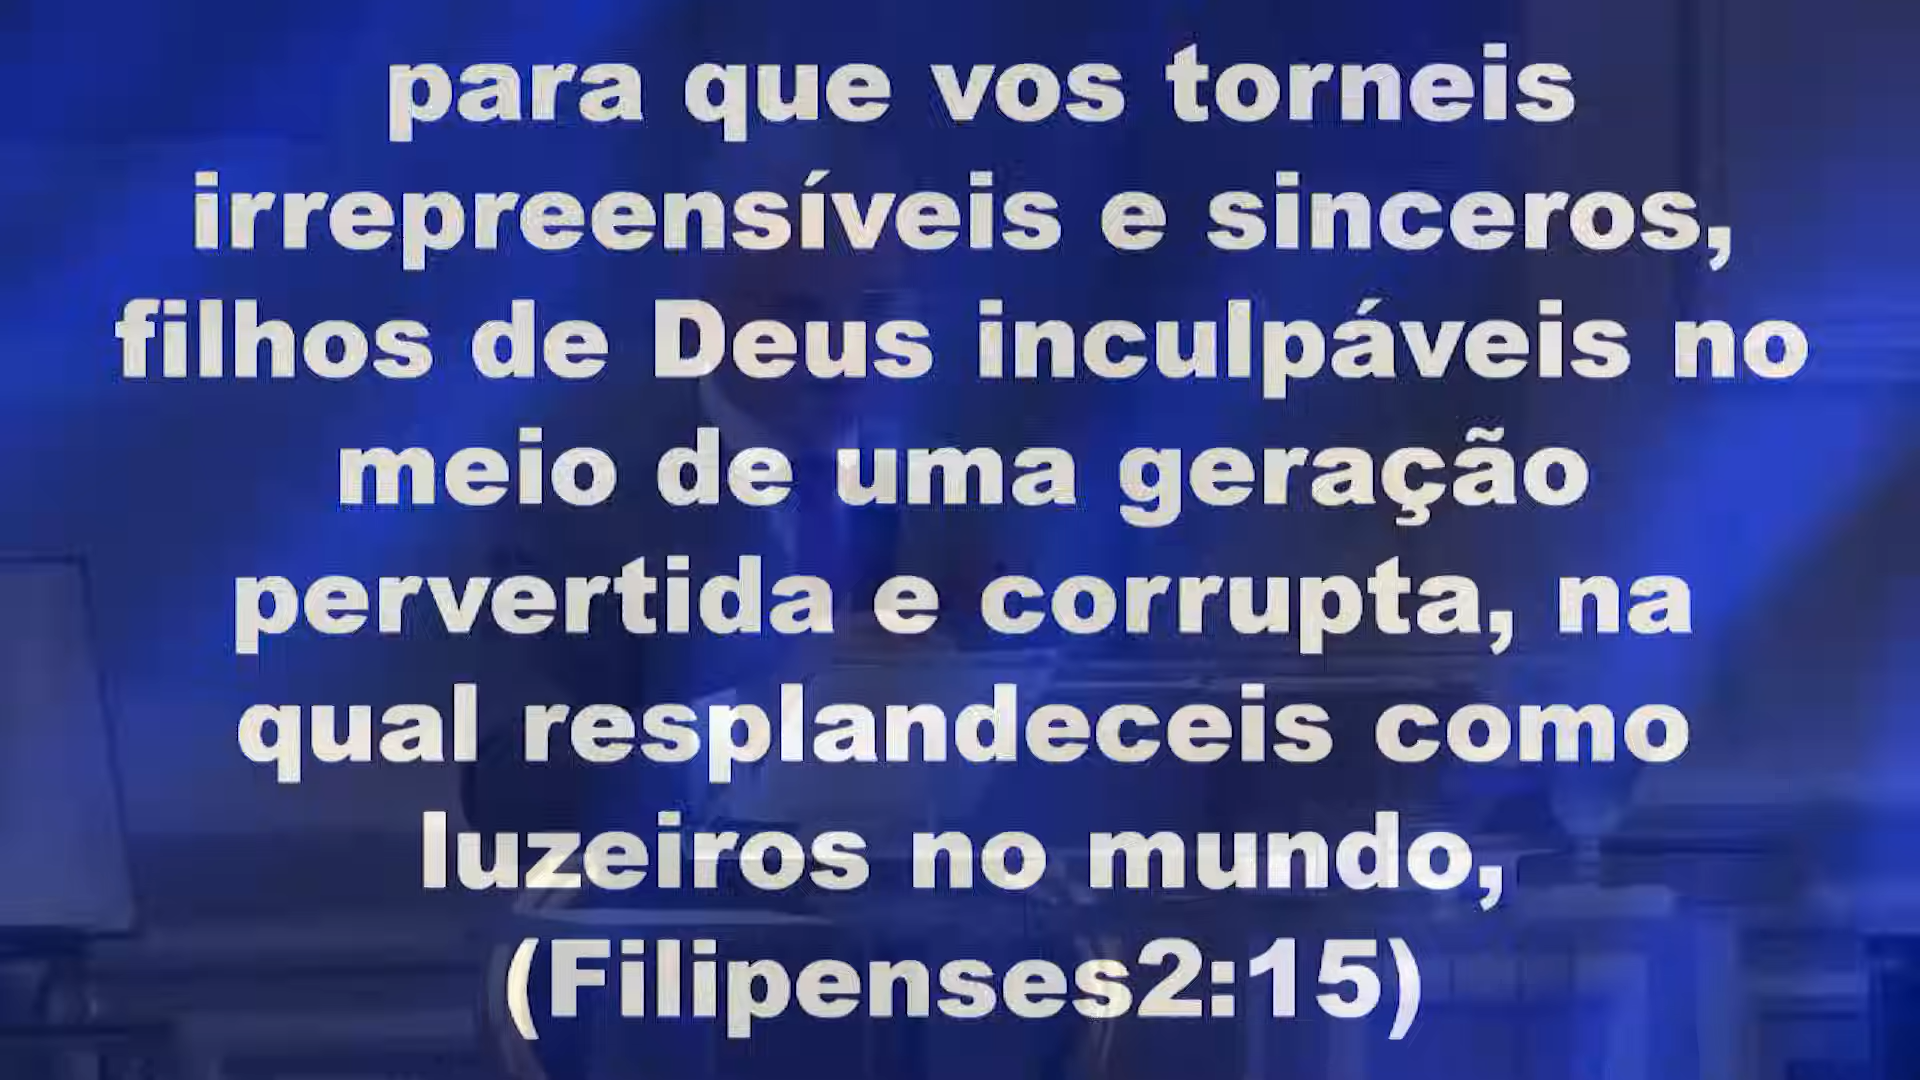 para que vos torneis
irrepreensíveis e sinceros,
filhos de Deus inculpáveis no
meio de uma geração
pervertida e corrupta, na
qual resplandeceis como
luzeiros no mundo,
(Filipenses2:15)